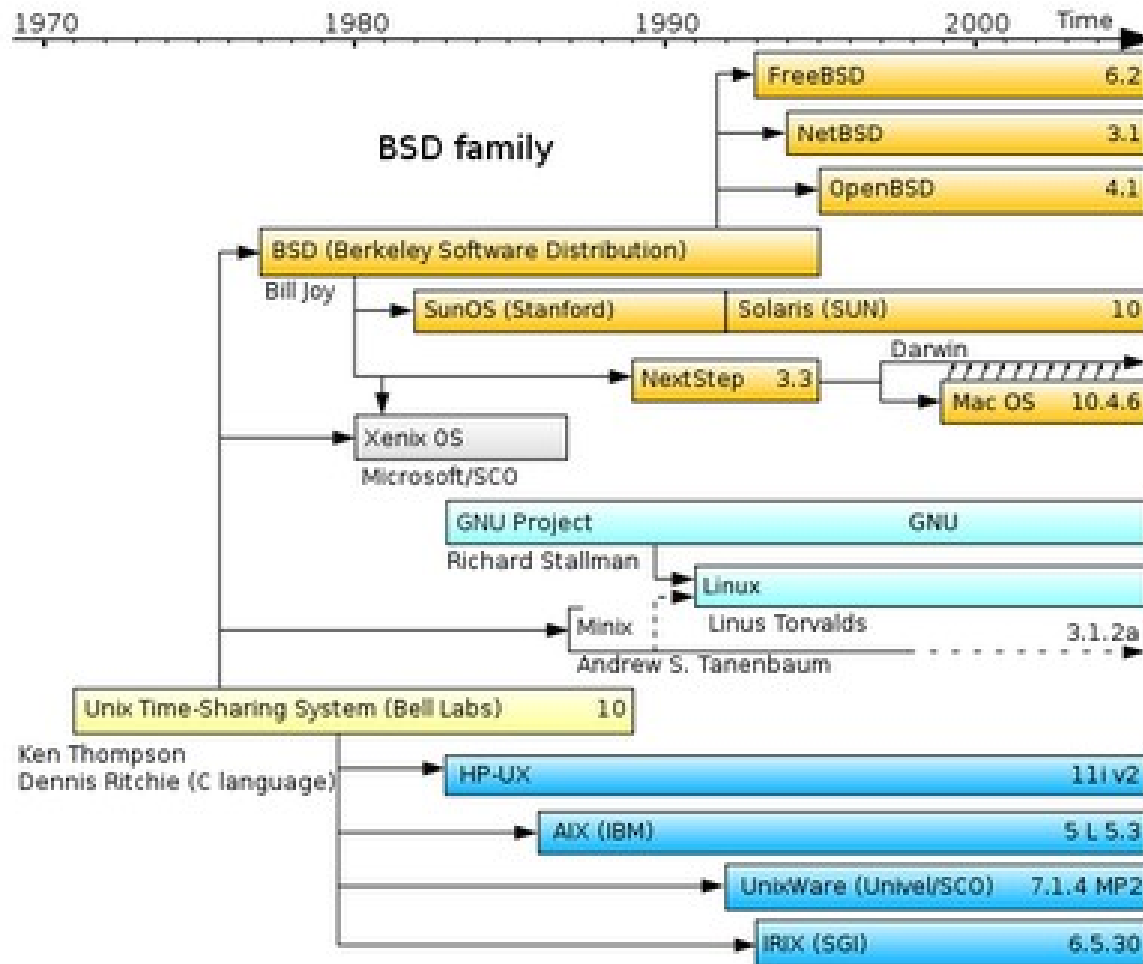 1970 1980 1990 2000 Time
FreeBSD 6.2
BSD family
NetBSD 3.1
OpenBSD 4.1
BSD (Berkeley Software Distribution)
Bill Joy
SunOS (Stanford) Solaris (SUN) 10
Darwin
NextStep 3.3
Mac OS 10.4.6
Xenix OS
Microsoft/SCO
GNU Project GNU
Richard Stallman
Linux
Linus Torvalds
Minix 3.1.2a
Andrew S. Tanenbaum
Unix Time-Sharing System (Bell Labs) 10
Ken Thompson
Dennis Ritchie (C language)
HP-UX 11i v2
AIX (IBM) 5 L 5.3
UnixWare (Univel/SCO) 7.1.4 MP2
IRIX (SGI) 6.5.30